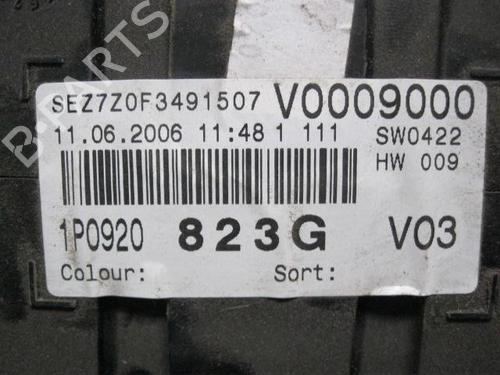 B-PARTS
SEZ7Z0F3491507 V0009000
11.06.2006 11:48 1 111 SW0422
HW 009
1P0920 823G V03
Colour: Sort: